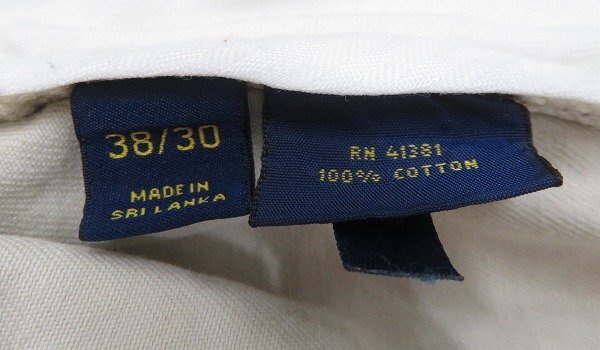 38/30
MADE IN
SRI LANKA
RN 41381
100% COTTON